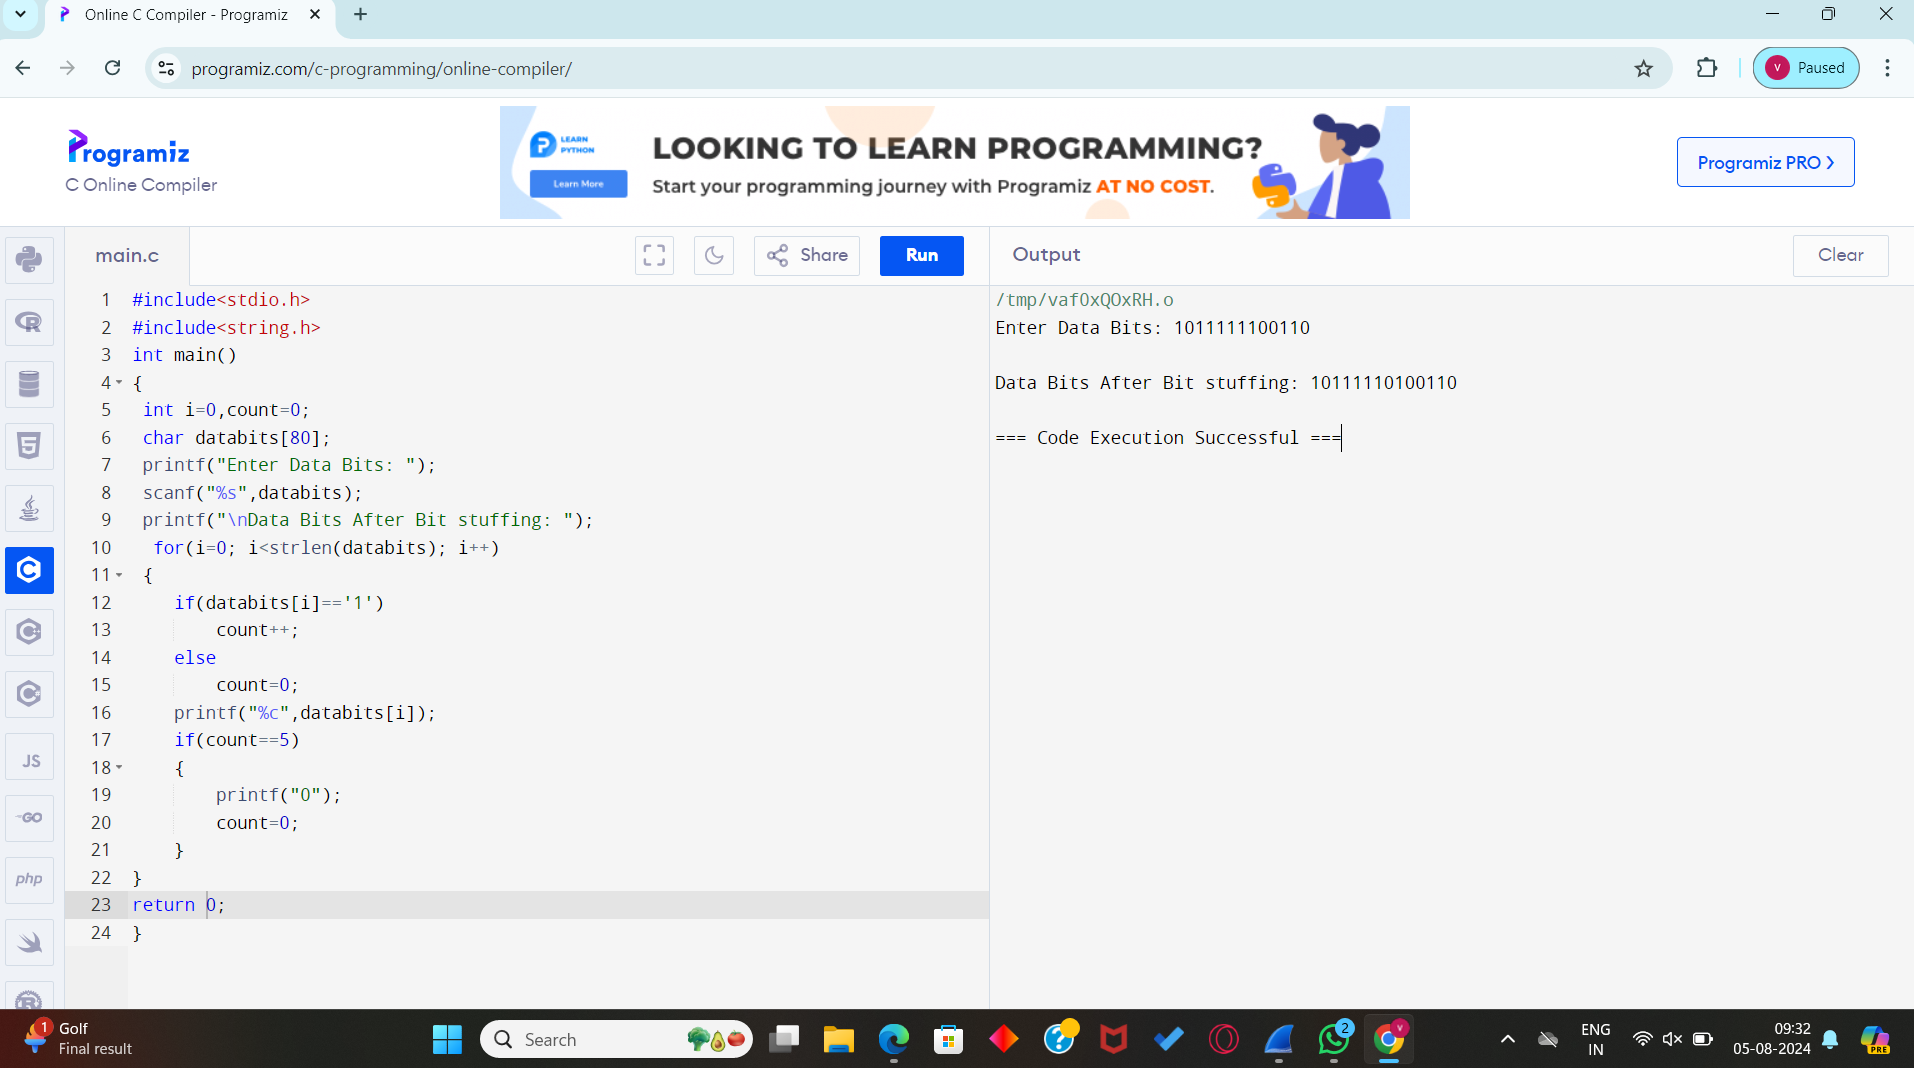 Online C Compiler - Programiz
programiz.com/c-programming/online-compiler/
V Paused
Programiz
C Online Compiler
LEARN
PYTHON
Learn More
LOOKING TO LEARN PROGRAMMING?
Start your programming journey with Programiz AT NO COST.
Programiz PRO >
main.c
Share
Run
Output
Clear
1 #include<stdio.h>
2 #include<string.h>
3 int main()
4 {
5 int i=0,count=0;
6 char databits[80];
7 printf("Enter Data Bits: ");
8 scanf("%s",databits);
9 printf("\nData Bits After Bit stuffing: ");
10 for(i=0; i<strlen(databits); i++)
11 {
12 if(databits[i]=='1')
13 count++;
14 else
15 count=0;
16 printf("%c",databits[i]);
17 if(count==5)
18 {
19 printf("0");
20 count=0;
21 }
22 }
23 return 0;
24 }
/tmp/vafOxQOxRH.o
Enter Data Bits: 1011111100110
Data Bits After Bit stuffing: 10111110100110
=== Code Execution Successful ===
R
5
C
C
C
JS
GO
php
R
1
Golf
Final result
Search
2
V
PRE
ENG
IN
09:32
05-08-2024